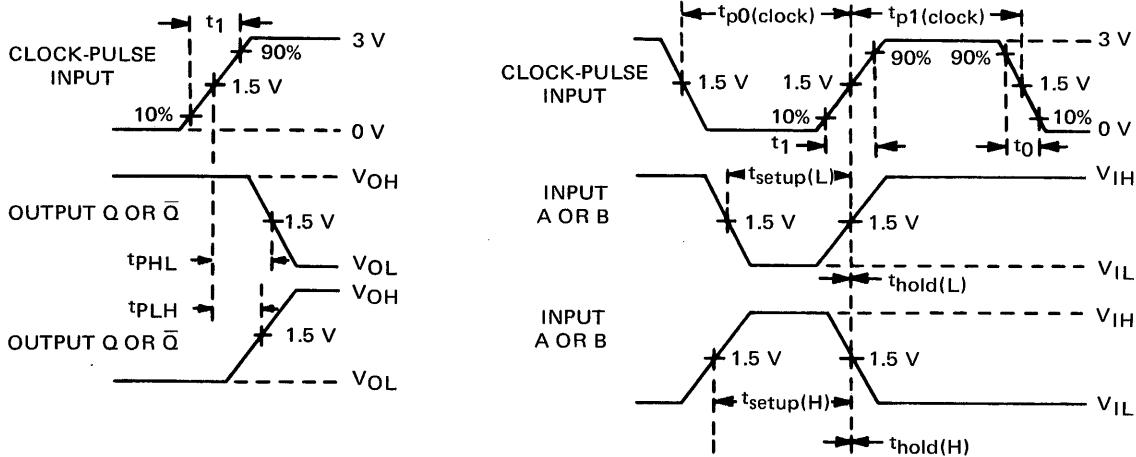 t1
CLOCK-PULSE
INPUT
3 V
90%
1.5 V
10%
0 V
OUTPUT Q OR Q̅
VOH
1.5 V
tPHL
VOL
tPLH
VOH
OUTPUT Q OR Q̅
1.5 V
VOL
tp0(clock)
tp1(clock)
CLOCK-PULSE
INPUT
1.5 V
1.5 V
90%
90%
3 V
1.5 V
10%
10%
0 V
t1
t0
INPUT
A OR B
tsetup(L)
VIH
1.5 V
1.5 V
VIL
thold(L)
INPUT
A OR B
VIH
1.5 V
1.5 V
tsetup(H)
VIL
thold(H)